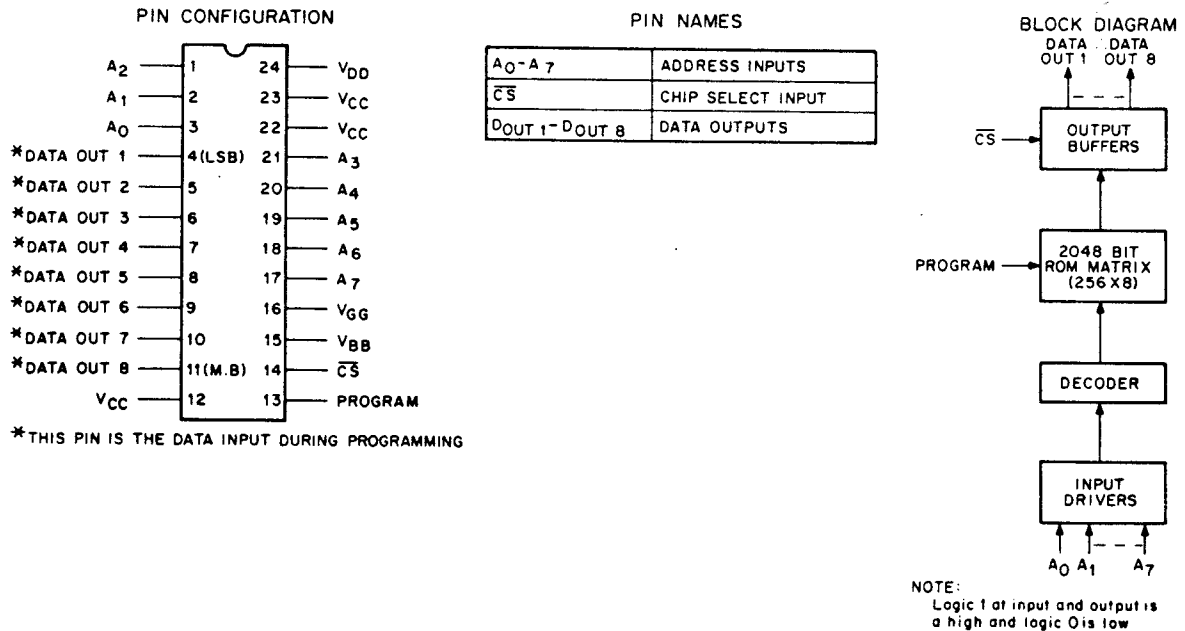 PIN CONFIGURATION
A2 1 24 VDD
A1 2 23 VCC
A0 3 22 VCC
*DATA OUT 1 4(LSB) 21 A3
*DATA OUT 2 5 20 A4
*DATA OUT 3 6 19 A5
*DATA OUT 4 7 18 A6
*DATA OUT 5 8 17 A7
*DATA OUT 6 9 16 VGG
*DATA OUT 7 10 15 VBB
*DATA OUT 8 11(M.B) 14 C̅S̅
VCC 12 13 PROGRAM
*THIS PIN IS THE DATA INPUT DURING PROGRAMMING
PIN NAMES
A0-A7 ADDRESS INPUTS
C̅S̅ CHIP SELECT INPUT
DOUT 1-DOUT 8 DATA OUTPUTS
BLOCK DIAGRAM
DATA DATA
OUT 1 OUT 8
C̅S̅
OUTPUT
BUFFERS
PROGRAM
2048 BIT
ROM MATRIX
(256X8)
DECODER
INPUT
DRIVERS
A0 A1 A7
NOTE:
Logic 1 at input and output is
a high and logic 0 is low